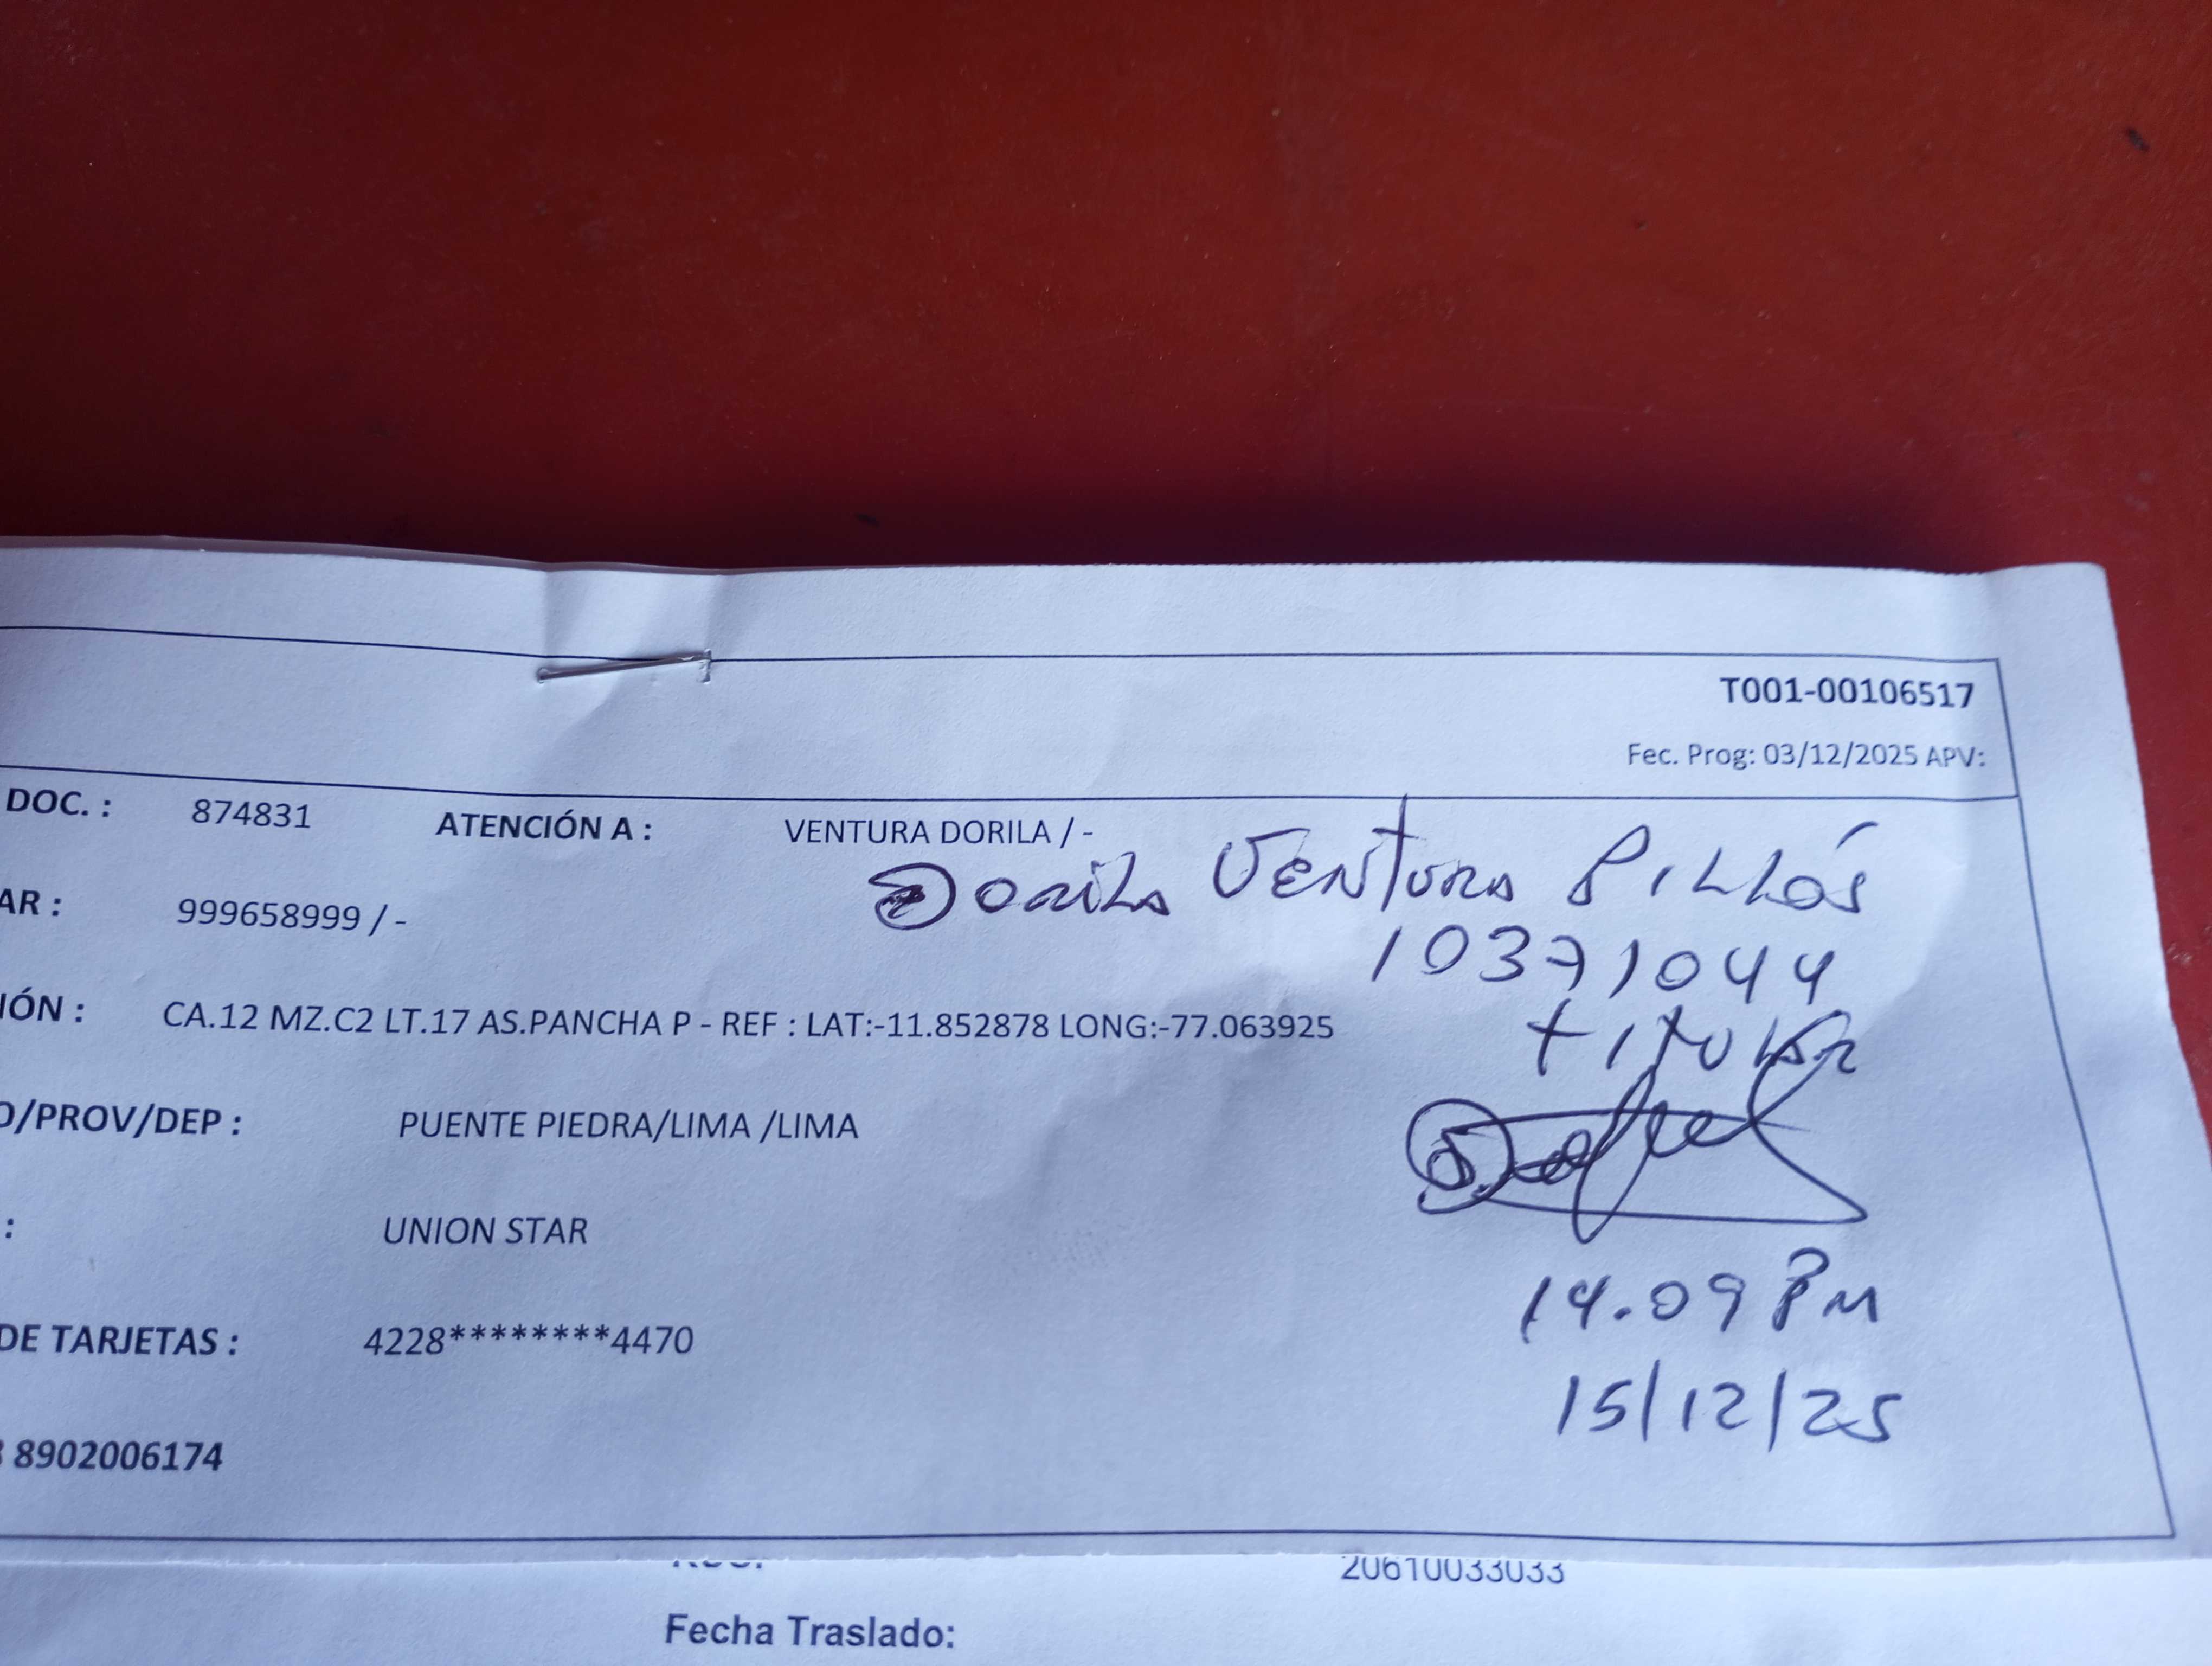 T001-00106517
Fec. Prog: 03/12/2025 APV:
DOC. : 874831 ATENCIÓN A : VENTURA DORILA / -
Dorila Ventura Pillós
AR : 999658999 / -
10371044
IÓN : CA.12 MZ.C2 LT.17 AS.PANCHA P - REF : LAT:-11.852878 LONG:-77.063925
titular
O/PROV/DEP : PUENTE PIEDRA/LIMA /LIMA
: UNION STAR
14.09 PM
DE TARJETAS : 4228********4470
15/12/25
8902006174
20610033033
Fecha Traslado: